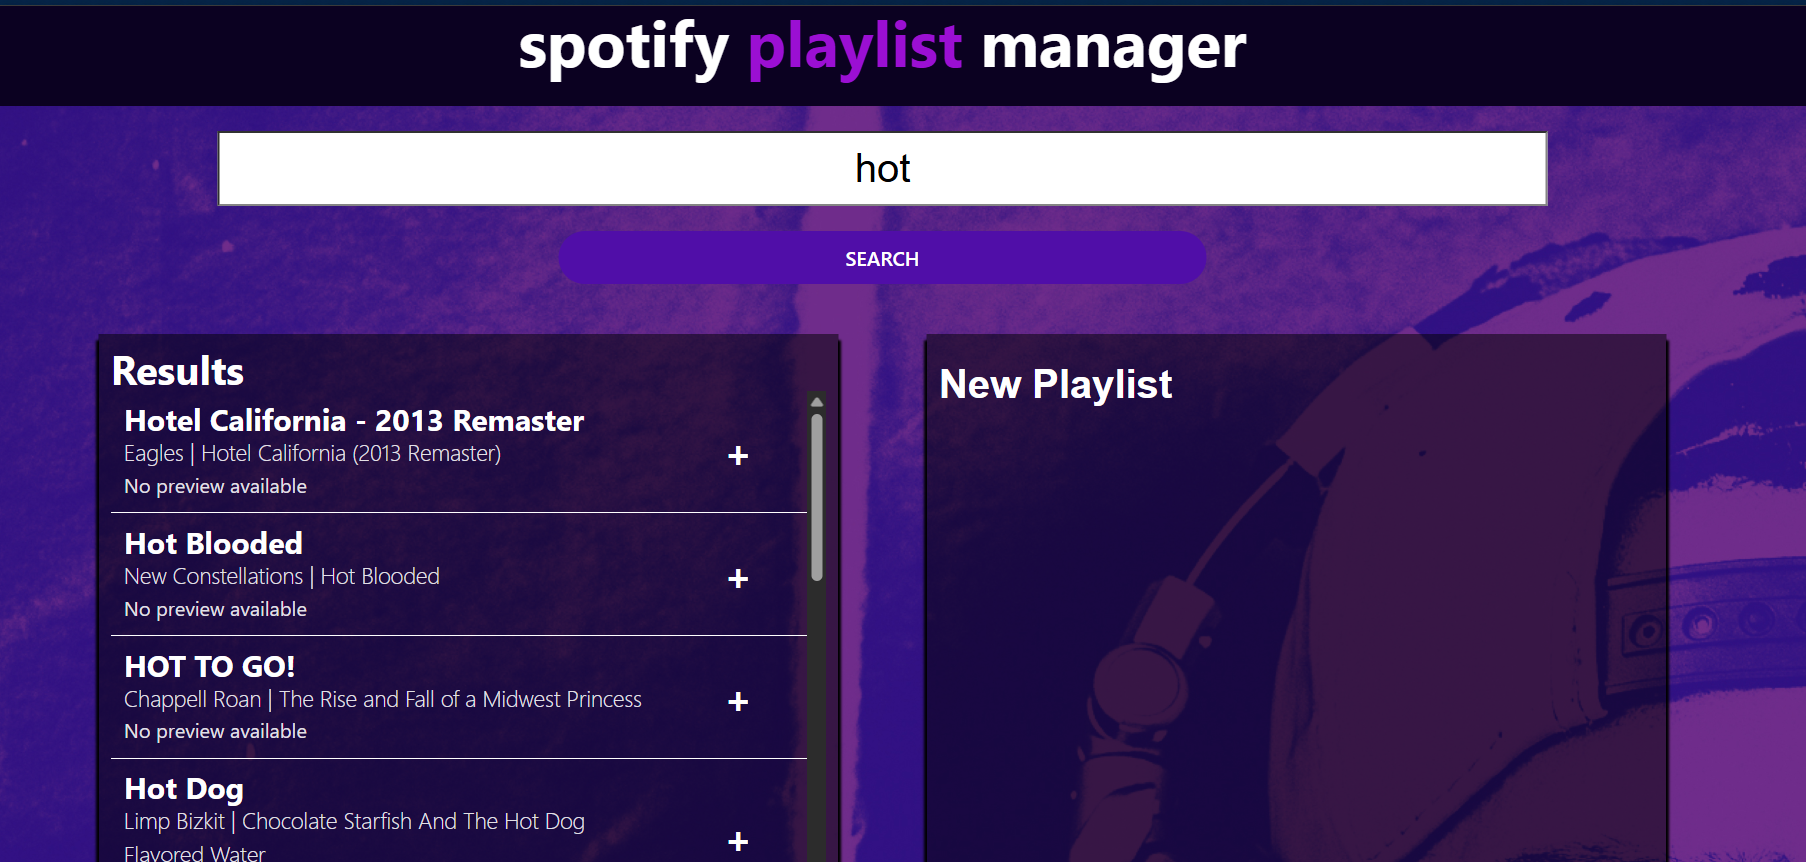 spotify playlist manager
hot
SEARCH
Results
Hotel California - 2013 Remaster
Eagles | Hotel California (2013 Remaster)
+
No preview available
Hot Blooded
New Constellations | Hot Blooded
+
No preview available
HOT TO GO!
Chappell Roan | The Rise and Fall of a Midwest Princess
+
No preview available
Hot Dog
Limp Bizkit | Chocolate Starfish And The Hot Dog
Flavored Water
+
New Playlist